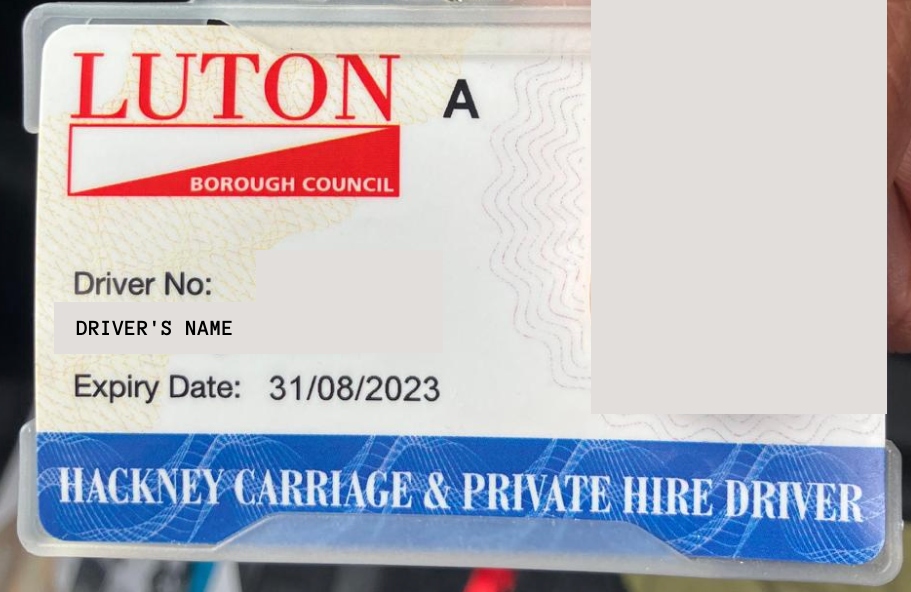 LUTON A
BOROUGH COUNCIL
Driver No:
DRIVER'S NAME
Expiry Date: 31/08/2023
HACKNEY CARRIAGE & PRIVATE HIRE DRIVER